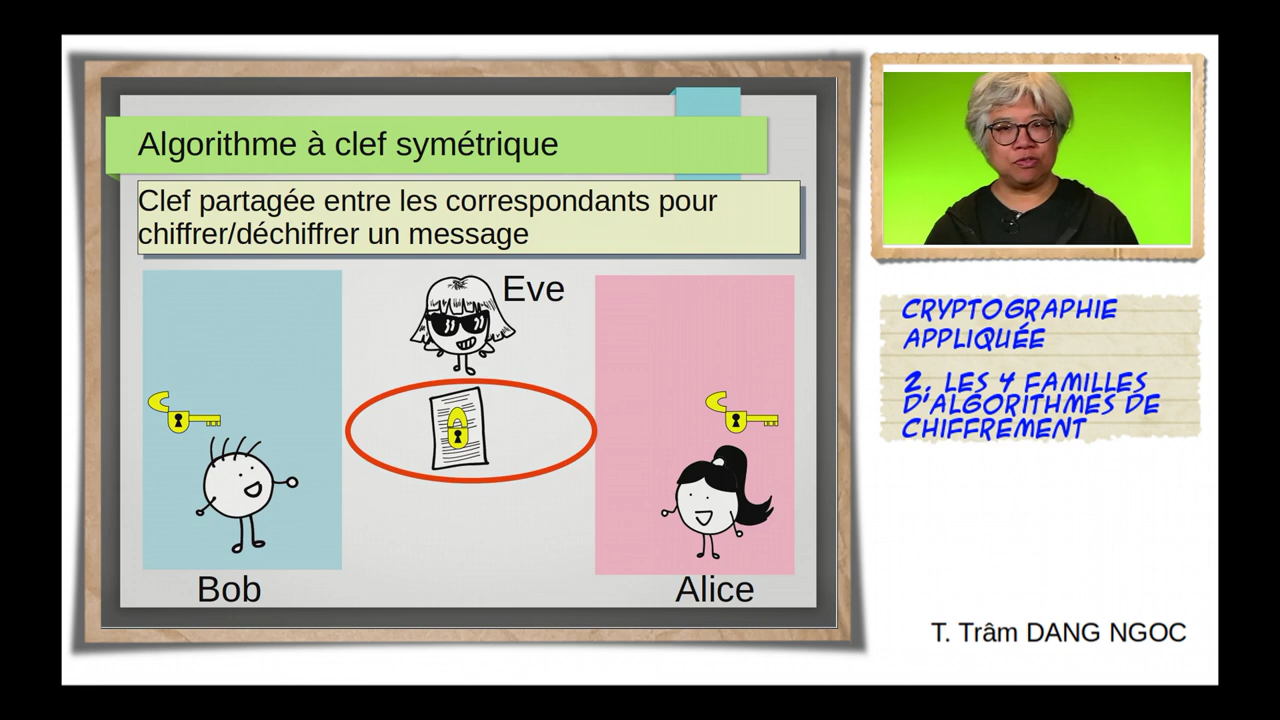 Algorithme à clef symétrique
Clef partagée entre les correspondants pour
chiffrer/déchiffrer un message
Eve
Bob
Alice
CRYPTOGRAPHIE
APPLIQUÉE
2. LES 4 FAMILLES
D'ALGORITHMES DE
CHIFFREMENT
T. Trâm DANG NGOC